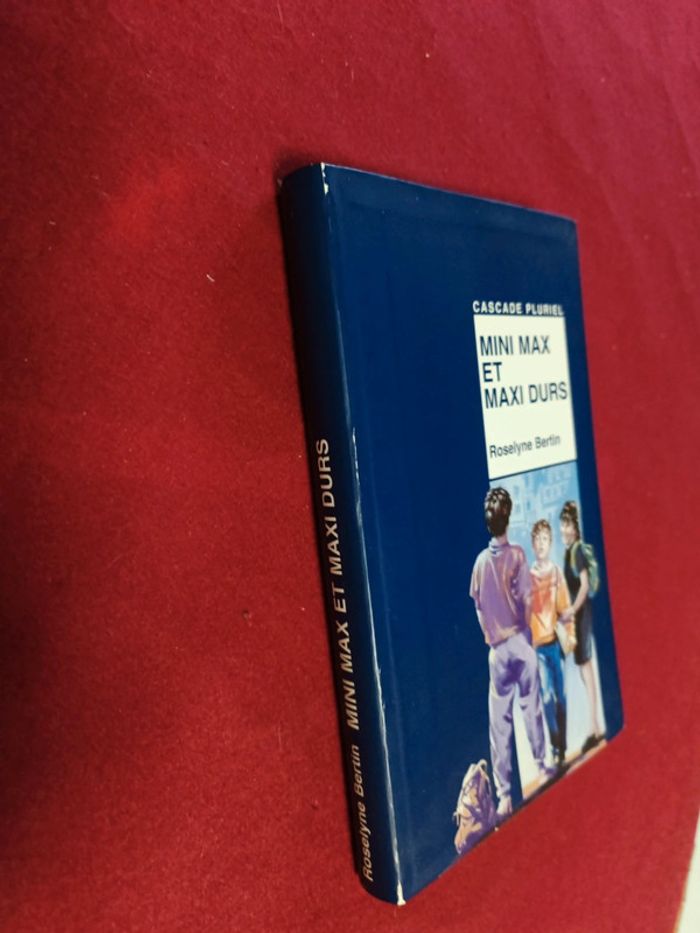 CASCADE PLURIEL
MINI MAX
ET
MAXI DURS
Roselyne Bertin
Roselyne Bertin MINI MAX ET MAXI DURS